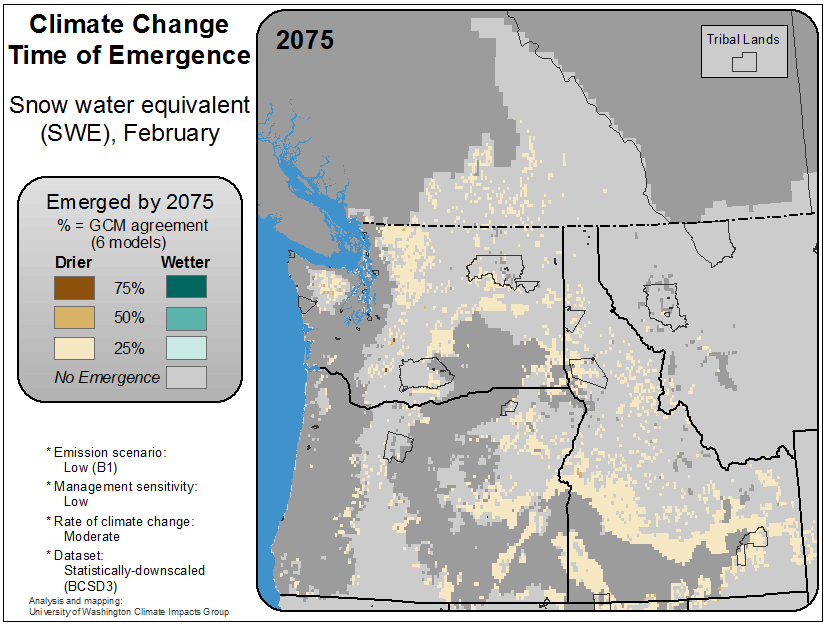 Climate Change
Time of Emergence
Snow water equivalent
(SWE), February
Emerged by 2075
% = GCM agreement
(6 models)
Drier Wetter
75%
50%
25%
No Emergence
* Emission scenario:
Low (B1)
* Management sensitivity:
Low
* Rate of climate change:
Moderate
* Dataset:
Statistically-downscaled
(BCSD3)
Analysis and mapping:
University of Washington Climate Impacts Group
2075
Tribal Lands